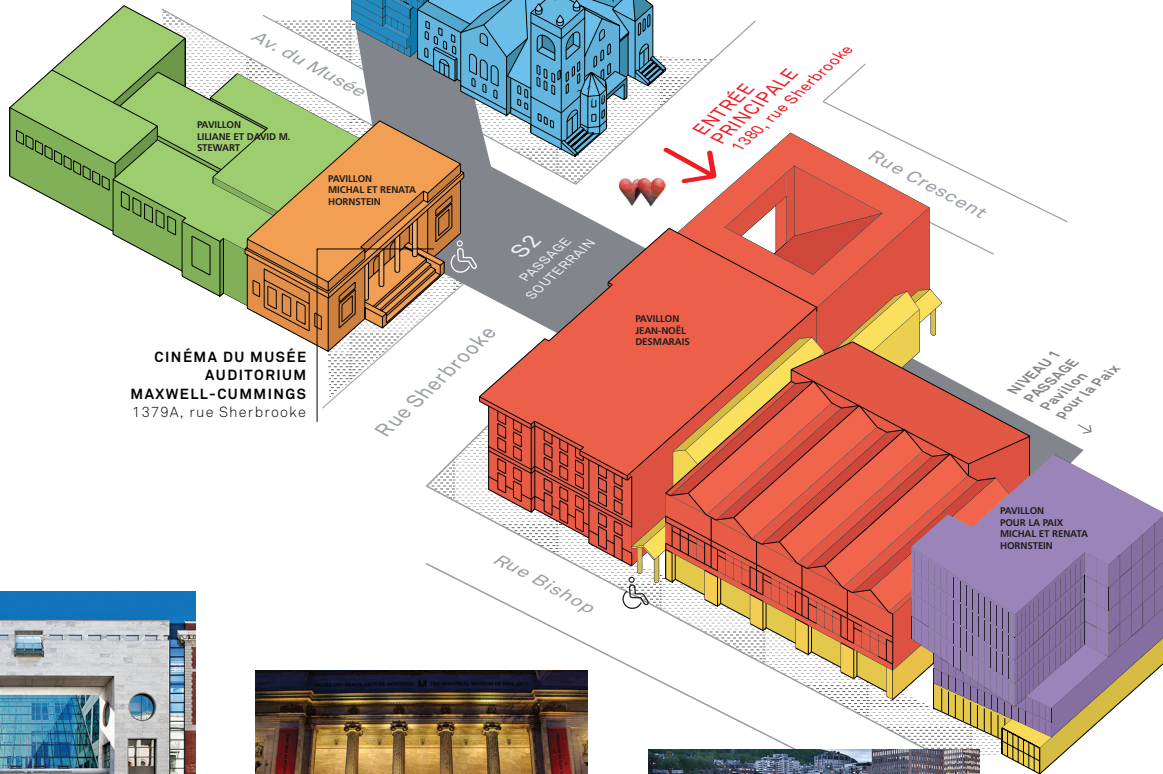 Av. du Musée
PAVILLON
LILIANE ET DAVID M.
STEWART
PAVILLON
MICHAL ET RENATA
HORNSTEIN
ENTRÉE
PRINCIPALE
1380, rue Sherbrooke
Rue Crescent
S2
PASSAGE
SOUTERRAIN
PAVILLON
JEAN-NOËL
DESMARAIS
CINÉMA DU MUSÉE
AUDITORIUM
MAXWELL-CUMMINGS
1379A, rue Sherbrooke
Rue Sherbrooke
NIVEAU 1
PASSAGE
Pavillon
pour la Paix
PAVILLON
POUR LA PAIX
MICHAL ET RENATA
HORNSTEIN
Rue Bishop